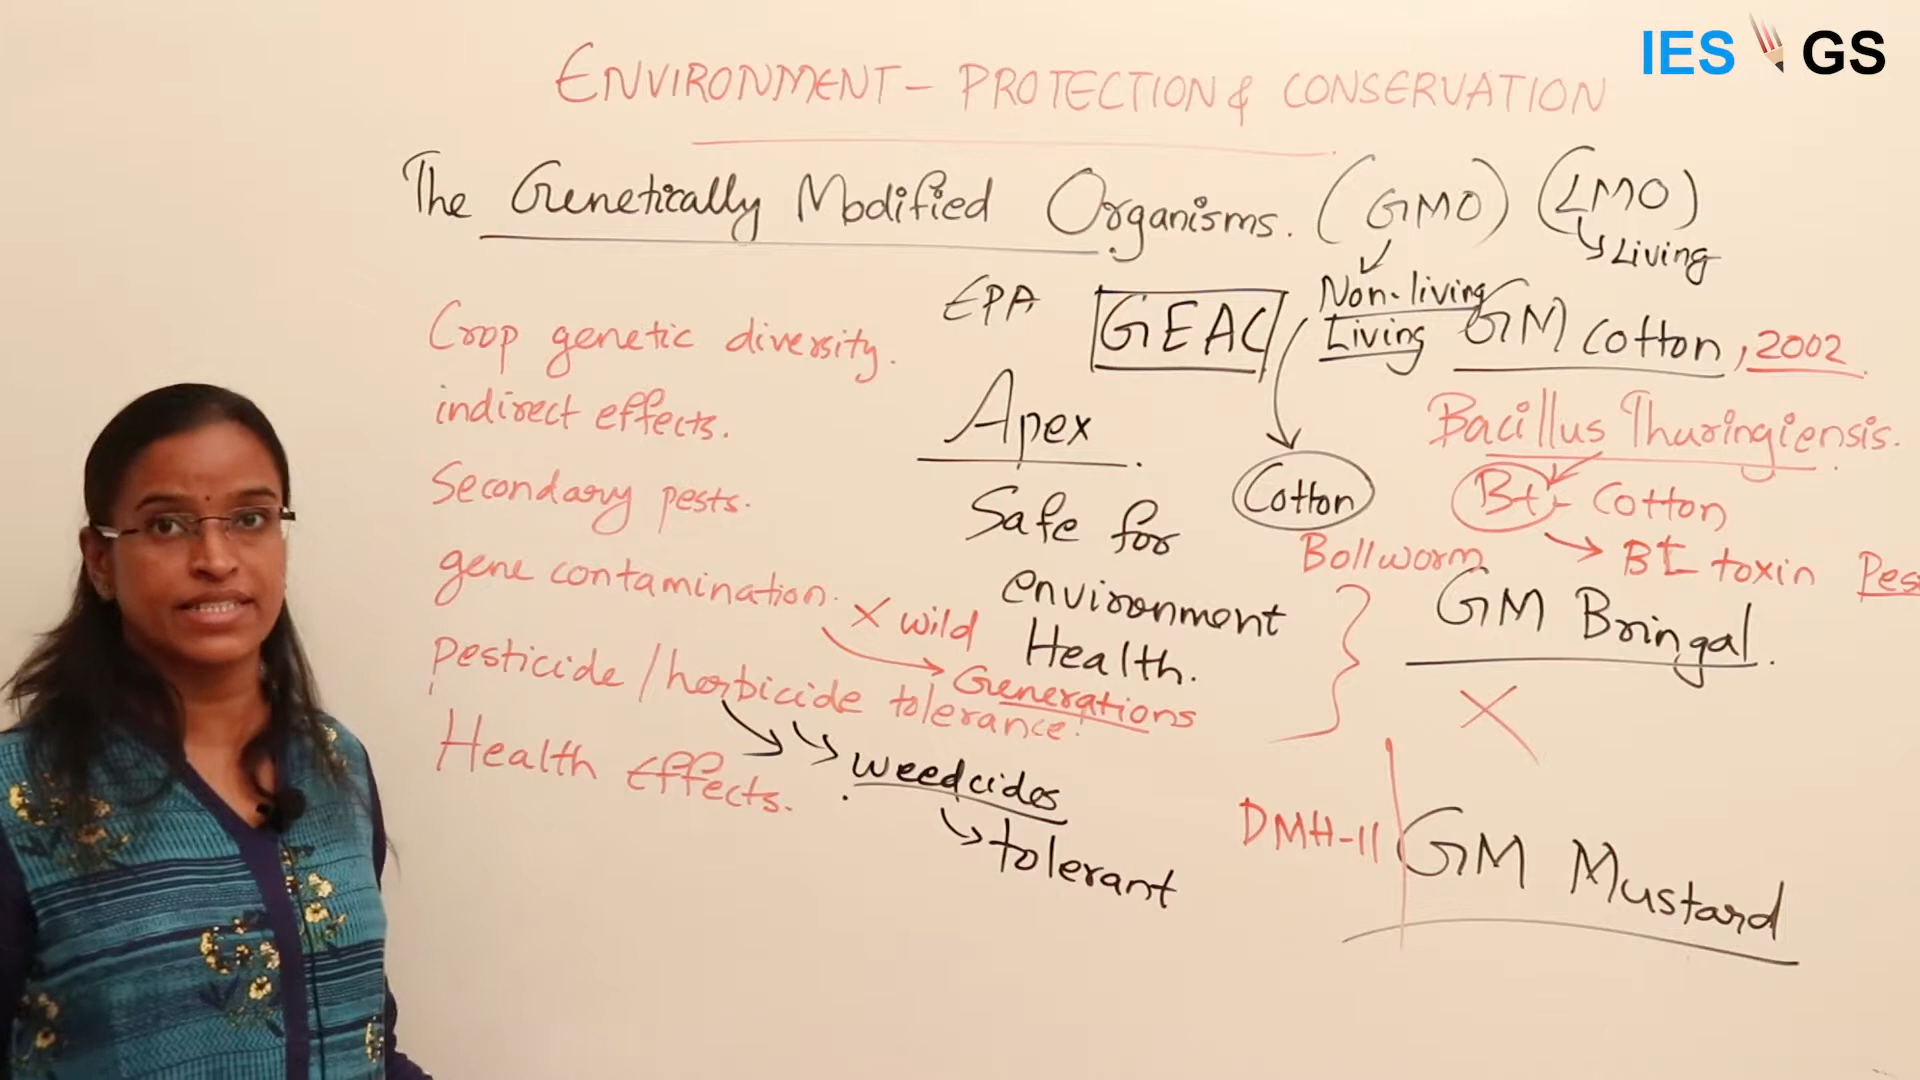 IES GS
ENVIRONMENT - PROTECTION & CONSERVATION
The Genetically Modified Organisms. (GMO) (LMO)
Living
Non-living
Living
EPA GEAC
GM Cotton, 2002
Crop genetic diversity.
indirect effects.
Secondary pests.
gene contamination. X wild
Generations
pesticide / herbicide tolerance.
weedcides
tolerant
Health Effects.
Apex
Safe for
environment
Health.
Cotton
Bacillus Thuringiensis.
Bt - Cotton
Bt toxin
Bollworm
GM Bringal.
X
DMH-11 GM Mustard